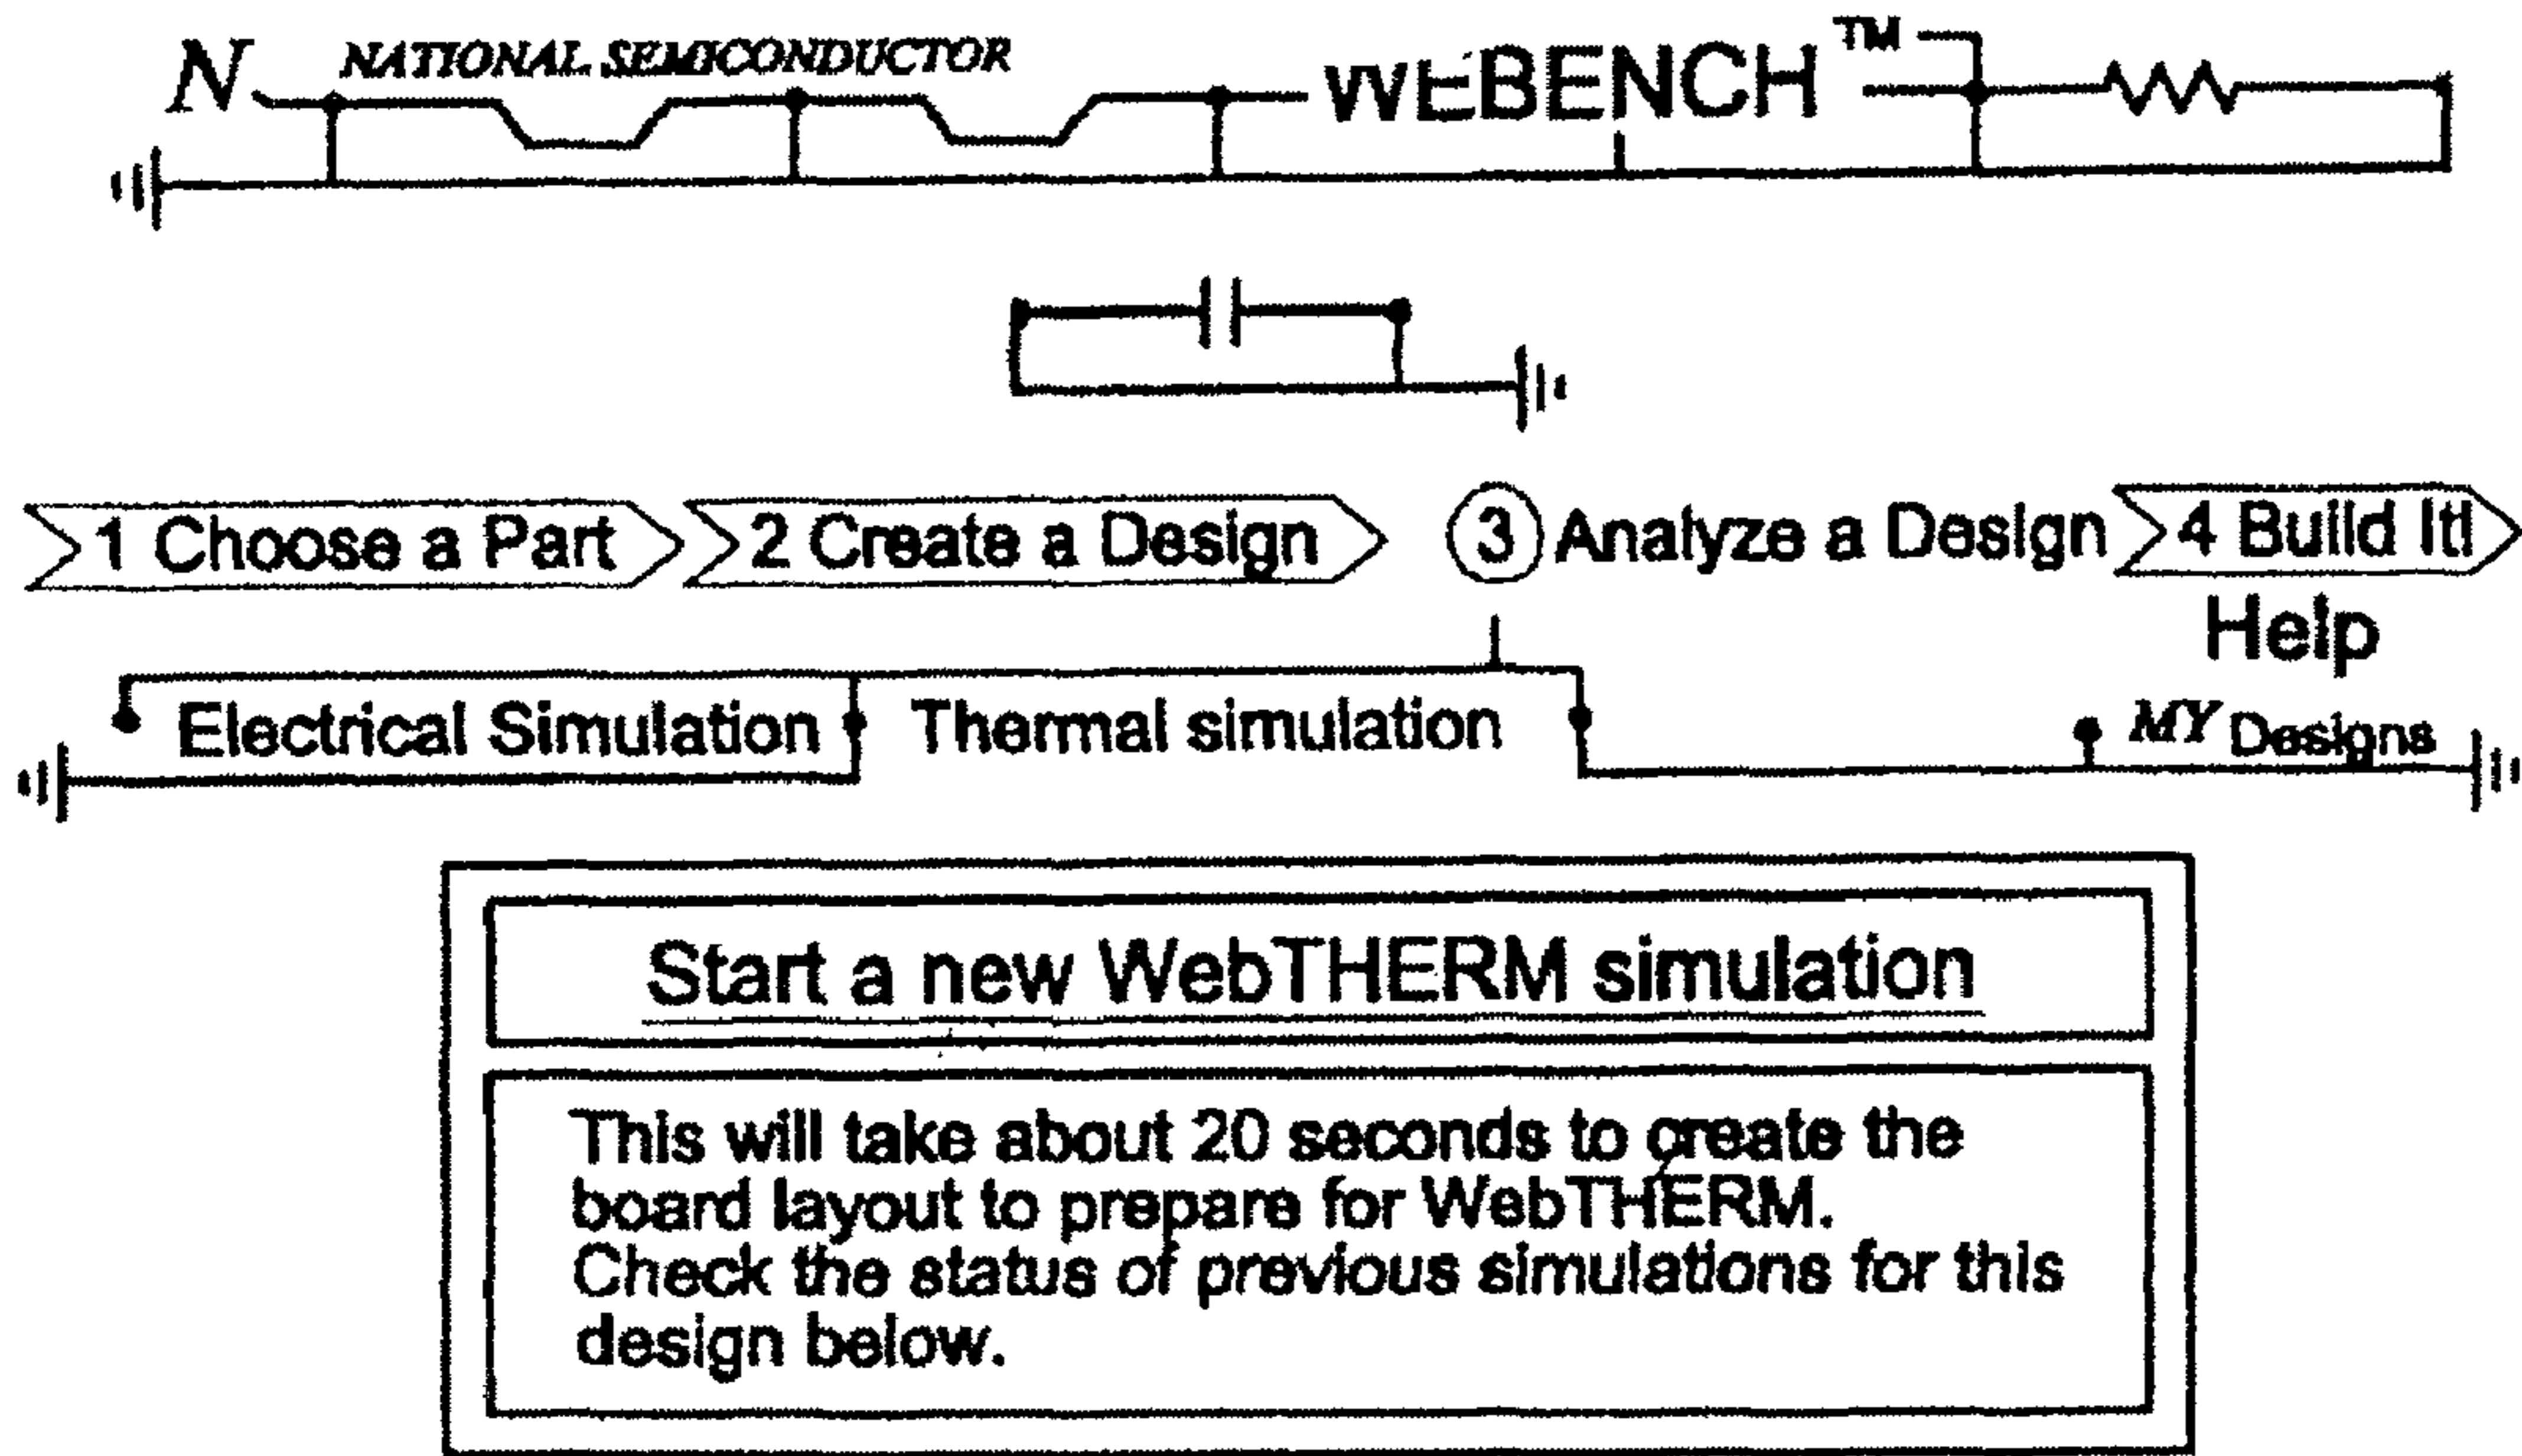 N NATIONAL SEMICONDUCTOR WEBENCH™
1 Choose a Part 2 Create a Design 3 Analyze a Design 4 Build It!
Help
Electrical Simulation Thermal simulation MY Designs
Start a new WebTHERM simulation
This will take about 20 seconds to create the
board layout to prepare for WebTHERM.
Check the status of previous simulations for this
design below.